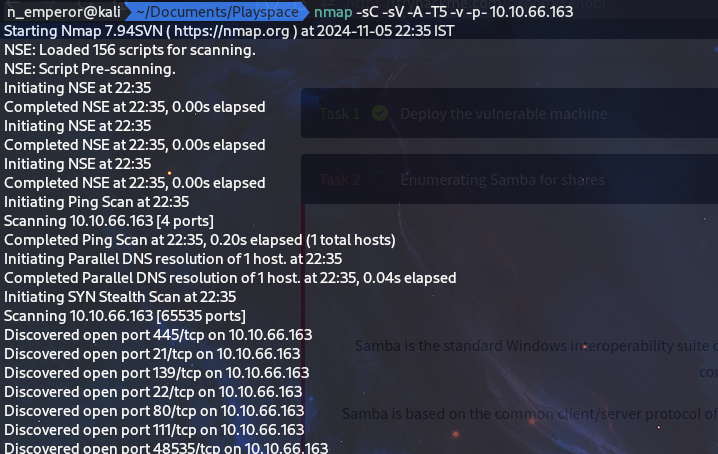 n_emperor@kali ~/Documents/Playspace nmap -sC -sV -A -T5 -v -p- 10.10.66.163
Starting Nmap 7.94SVN ( https://nmap.org ) at 2024-11-05 22:35 IST
NSE: Loaded 156 scripts for scanning.
NSE: Script Pre-scanning.
Initiating NSE at 22:35
Completed NSE at 22:35, 0.00s elapsed
Initiating NSE at 22:35
Completed NSE at 22:35, 0.00s elapsed
Initiating NSE at 22:35
Completed NSE at 22:35, 0.00s elapsed
Initiating Ping Scan at 22:35
Scanning 10.10.66.163 [4 ports]
Completed Ping Scan at 22:35, 0.20s elapsed (1 total hosts)
Initiating Parallel DNS resolution of 1 host. at 22:35
Completed Parallel DNS resolution of 1 host. at 22:35, 0.04s elapsed
Initiating SYN Stealth Scan at 22:35
Scanning 10.10.66.163 [65535 ports]
Discovered open port 445/tcp on 10.10.66.163
Discovered open port 21/tcp on 10.10.66.163
Discovered open port 139/tcp on 10.10.66.163
Discovered open port 22/tcp on 10.10.66.163
Discovered open port 80/tcp on 10.10.66.163
Discovered open port 111/tcp on 10.10.66.163
Discovered open port 48535/tcp on 10.10.66.163
Task 1 Deploy the vulnerable machine
Task 2 Enumerating Samba for shares
Samba is the standard Windows interoperability suite
Samba is based on the common client/server protocol of